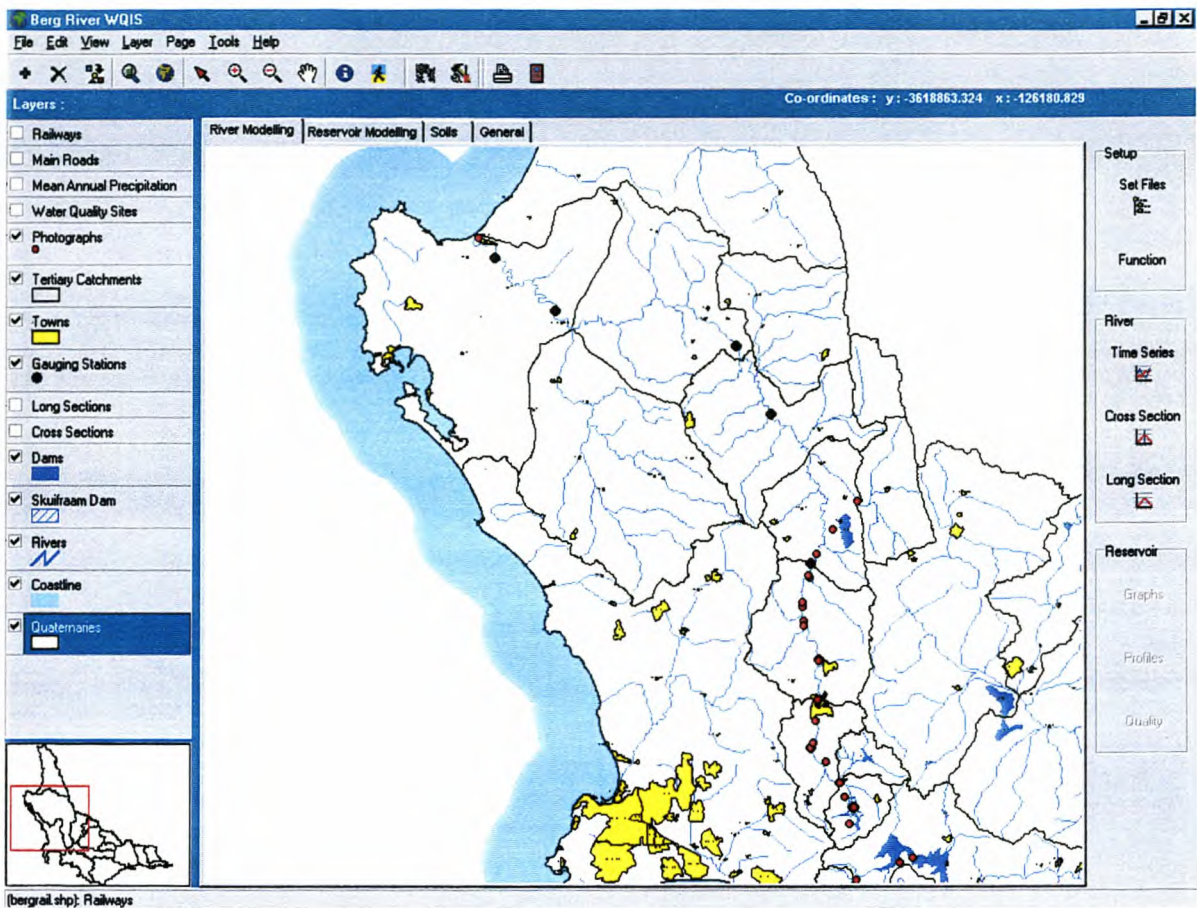 Berg River WQIS
File Edit View Layer Page Tools Help
Layers :
Co-ordinates : y : -3618863.324 x : -126180.829
Railways
Main Roads
Mean Annual Precipitation
Water Quality Sites
Photographs
Tertiary Catchments
Towns
Gauging Stations
Long Sections
Cross Sections
Dams
Skuifraam Dam
Rivers
Coastline
Quaternaries
River Modelling Reservoir Modelling Soils General
Setup
Set Files
Function
River
Time Series
Cross Section
Long Section
Reservoir
Graphs
Profiles
Quality
(bergrail.shp): Railways